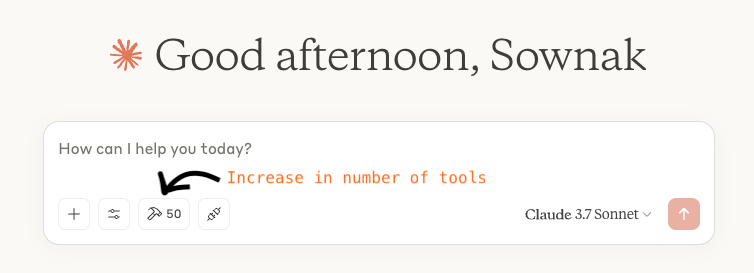 Good afternoon, Sownak
How can I help you today?
Increase in number of tools
50
Claude 3.7 Sonnet